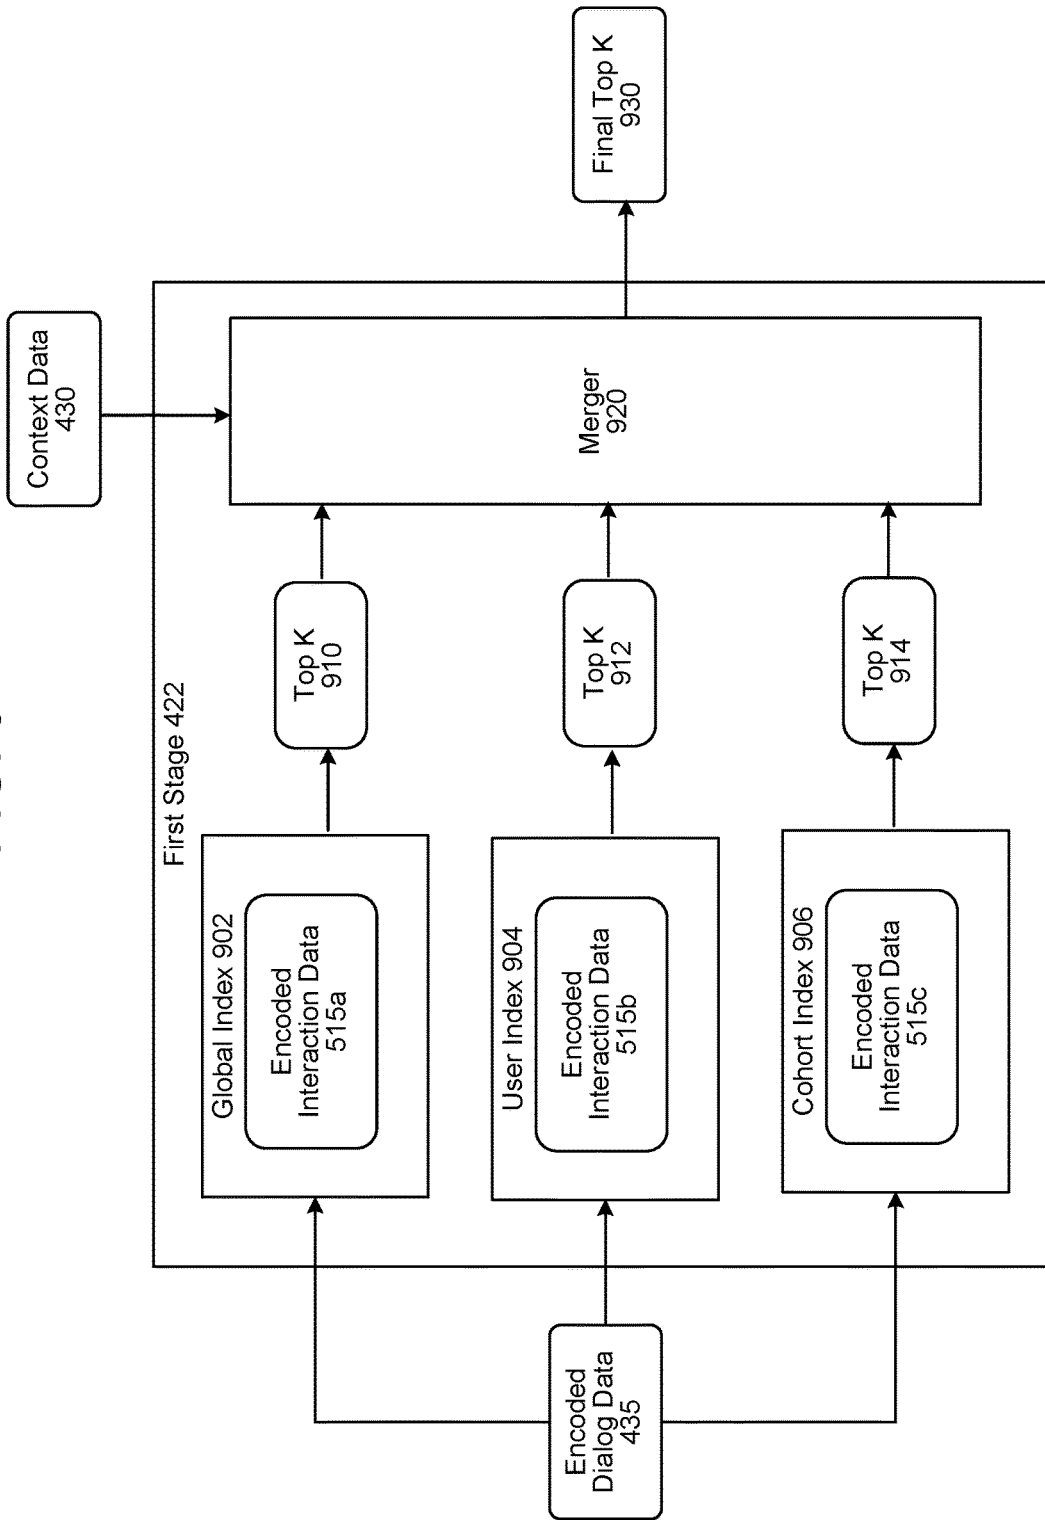 Context Data
430
First Stage 422
Global Index 902
Encoded
Interaction Data
515a
Top K
910
User Index 904
Encoded
Interaction Data
515b
Top K
912
Cohort Index 906
Encoded
Interaction Data
515c
Top K
914
Encoded
Dialog Data
435
Merger
920
Final Top K
930